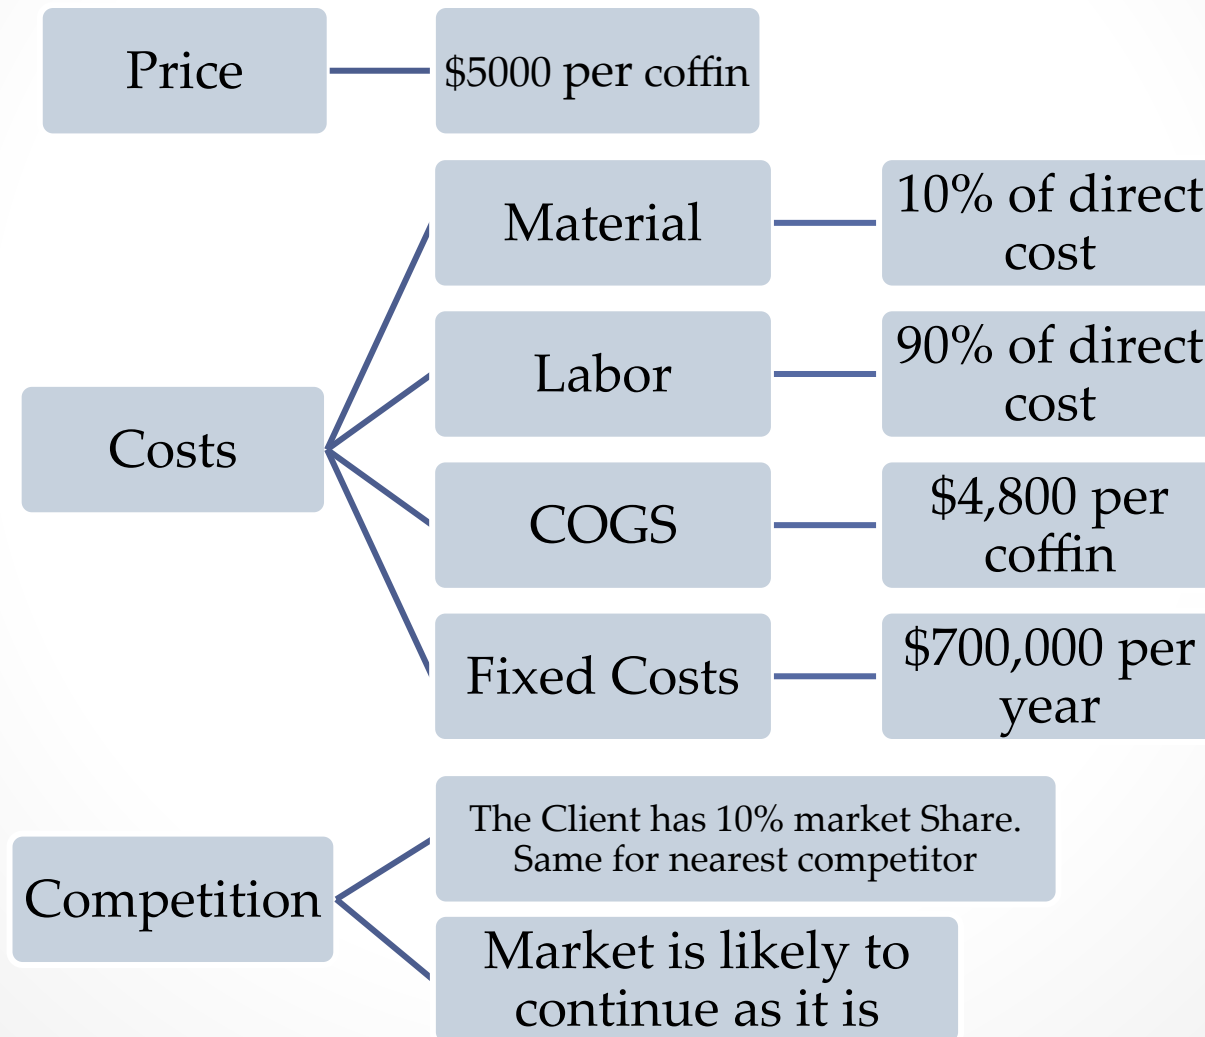 Price
$5000 per coffin
Material
10% of direct
cost
Labor
90% of direct
cost
Costs
COGS
$4,800 per
coffin
Fixed Costs
$700,000 per
year
Competition
The Client has 10% market Share.
Same for nearest competitor
Market is likely to
continue as it is